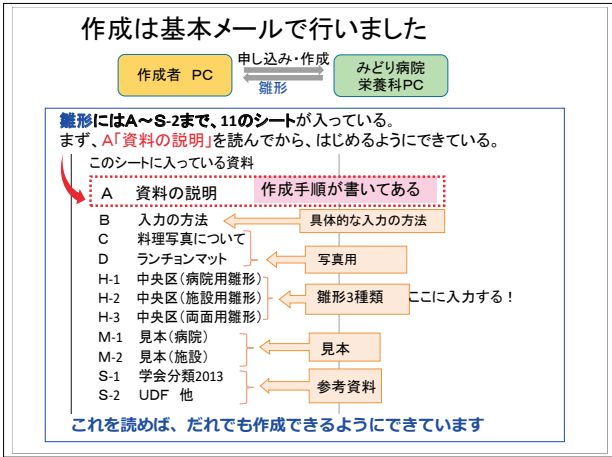 作成は基本メールで行いました
作成者 PC
申し込み・作成
雛形
みどり病院
栄養科PC
雛形にはA～S-2まで、11のシートが入っている。
まず、A「資料の説明」を読んでから、はじめるようにできている。
このシートに入っている資料
A 資料の説明 作成手順が書いてある
B 入力の方法 具体的な入力の方法
C 料理写真について
D ランチョンマット 写真用
H-1 中央区(病院用雛形)
H-2 中央区(施設用雛形) 雛形3種類 ここに入力する！
H-3 中央区(両面用雛形)
M-1 見本(病院)
M-2 見本(施設) 見本
S-1 学会分類2013
S-2 UDF 他 参考資料
これを読めば、だれでも作成できるようにできています